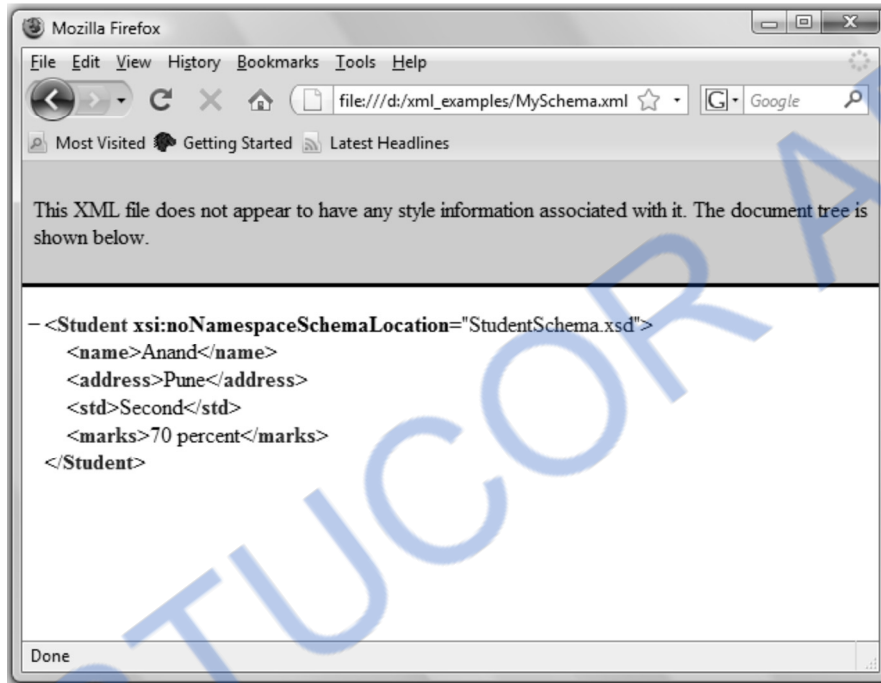 Mozilla Firefox
File Edit View History Bookmarks Tools Help
file:///d:/xml_examples/MySchema.xml G Google
Most Visited Getting Started Latest Headlines
This XML file does not appear to have any style information associated with it. The document tree is
shown below.
- <Student xsi:noNamespaceSchemaLocation="StudentSchema.xsd">
<name>Anand</name>
<address>Pune</address>
<std>Second</std>
<marks>70 percent</marks>
</Student>
Done
STUCOR A